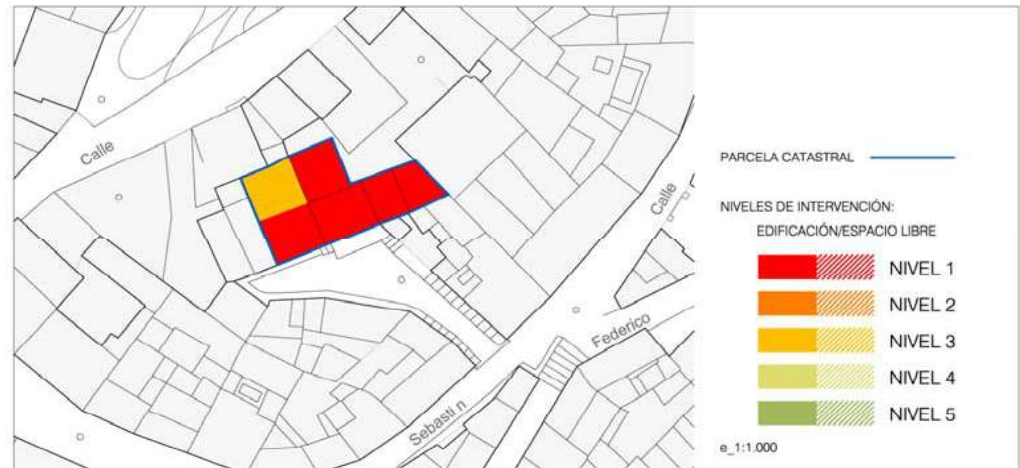 Calle
Calle
Federico
Sebasti n
PARCELA CATASTRAL
NIVELES DE INTERVENCIÓN:
EDIFICACIÓN/ESPACIO LIBRE
NIVEL 1
NIVEL 2
NIVEL 3
NIVEL 4
NIVEL 5
e_1:1.000